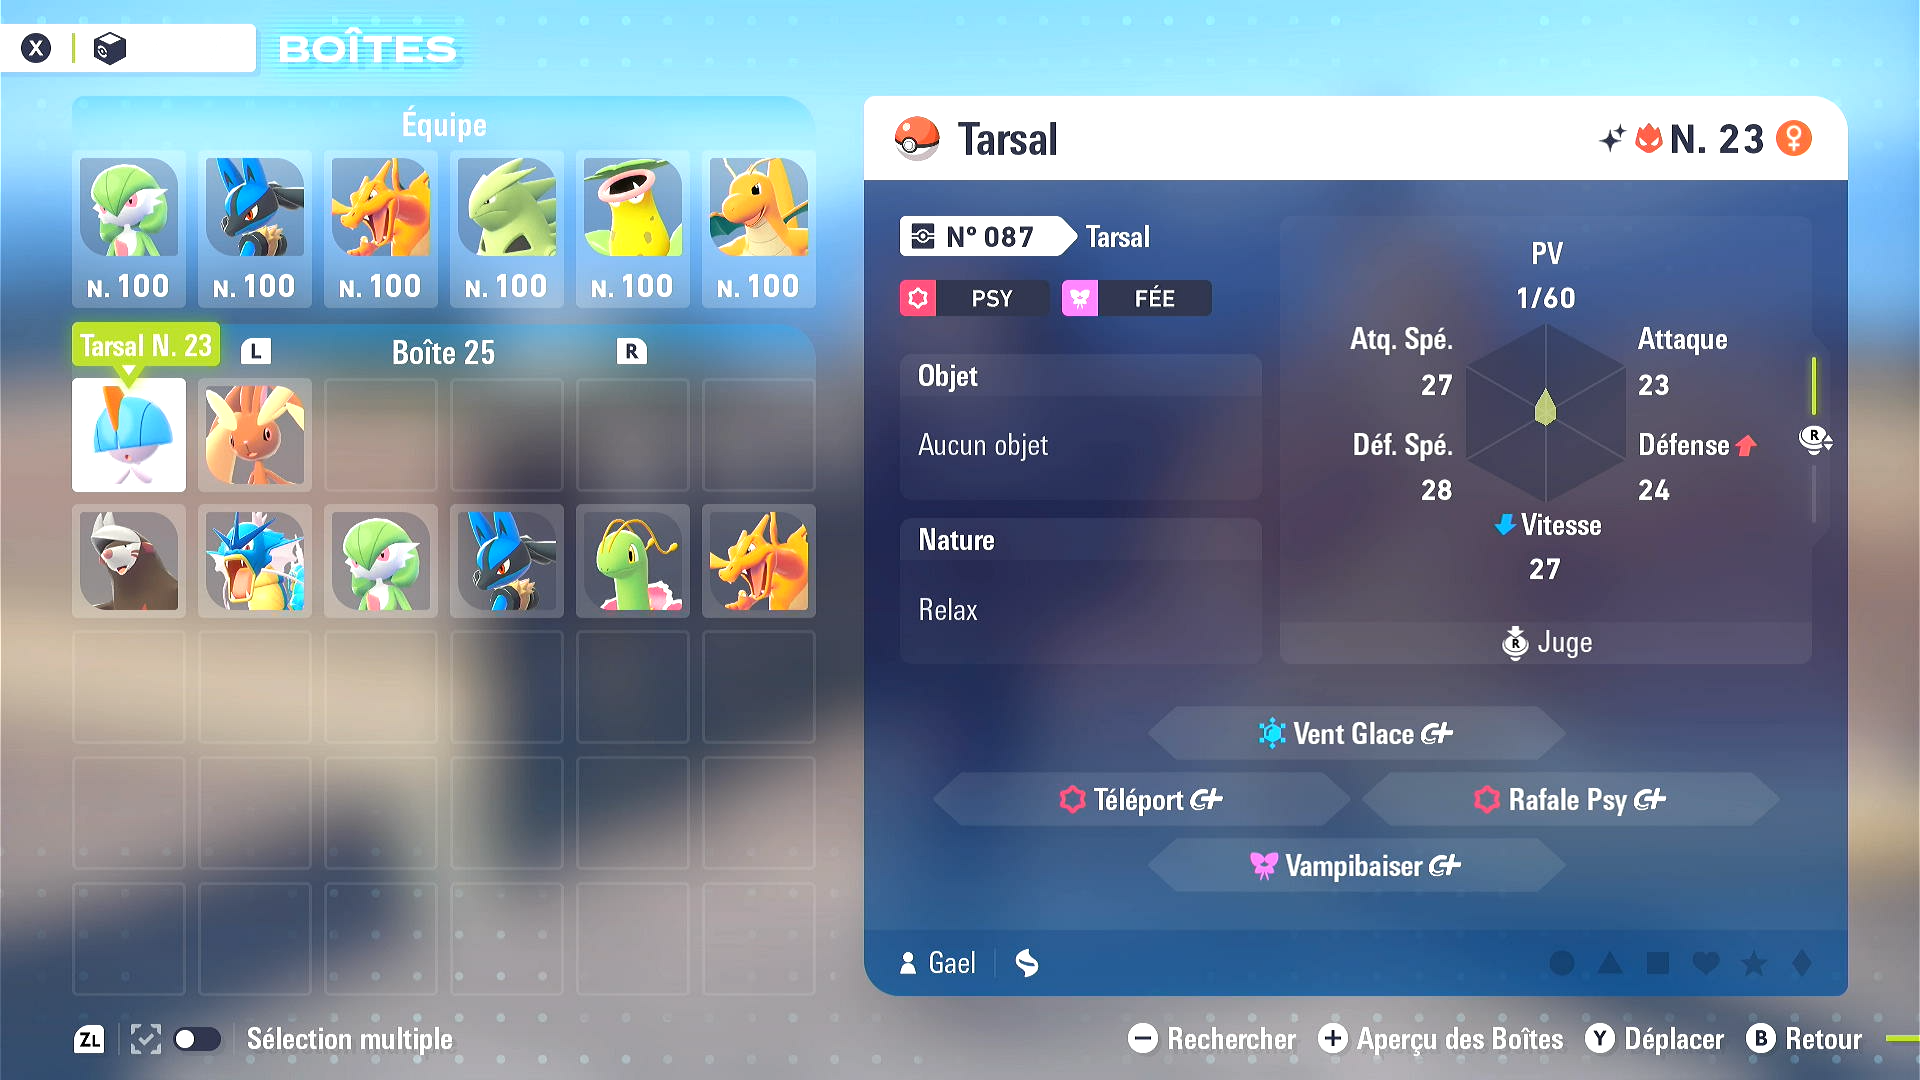 X
BOÎTES
Équipe
N. 100
N. 100
N. 100
N. 100
N. 100
N. 100
Tarsal N. 23
L
Boîte 25
R
Tarsal
N. 23
N° 087
Tarsal
PSY
FÉE
Objet
Aucun objet
Nature
Relax
PV
1/60
Atq. Spé.
27
Attaque
23
Déf. Spé.
28
Défense
24
Vitesse
27
R
R Juge
Vent Glace
Téléport
Rafale Psy
Vampibaiser
Gael
ZL
Sélection multiple
Rechercher
Aperçu des Boîtes
Y Déplacer
B Retour